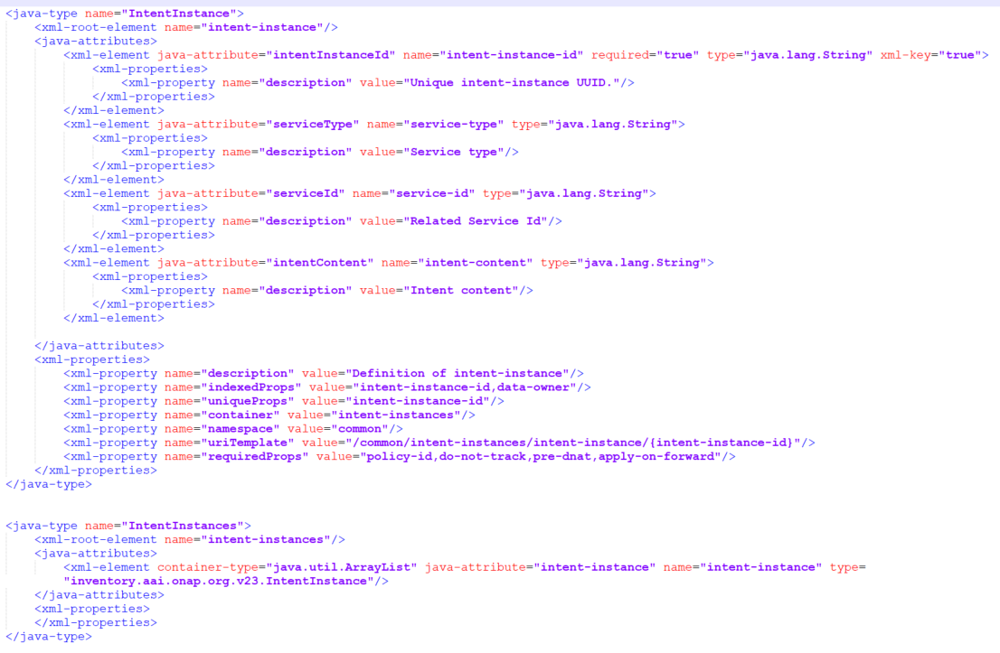 <java-type name="IntentInstance">
<xml-root-element name="intent-instance"/>
<java-attributes>
<xml-element java-attribute="intentInstanceId" name="intent-instance-id" required="true" type="java.lang.String" xml-key="true">
<xml-properties>
<xml-property name="description" value="Unique intent-instance UUID."/>
</xml-properties>
</xml-element>
<xml-element java-attribute="serviceType" name="service-type" type="java.lang.String">
<xml-properties>
<xml-property name="description" value="Service type"/>
</xml-properties>
</xml-element>
<xml-element java-attribute="serviceId" name="service-id" type="java.lang.String">
<xml-properties>
<xml-property name="description" value="Related Service Id"/>
</xml-properties>
</xml-element>
<xml-element java-attribute="intentContent" name="intent-content" type="java.lang.String">
<xml-properties>
<xml-property name="description" value="Intent content"/>
</xml-properties>
</xml-element>
</java-attributes>
<xml-properties>
<xml-property name="description" value="Definition of intent-instance"/>
<xml-property name="indexedProps" value="intent-instance-id,data-owner"/>
<xml-property name="uniqueProps" value="intent-instance-id"/>
<xml-property name="container" value="intent-instances"/>
<xml-property name="namespace" value="common"/>
<xml-property name="uriTemplate" value="/common/intent-instances/intent-instance/{intent-instance-id}"/>
<xml-property name="requiredProps" value="policy-id,do-not-track,pre-dnat,apply-on-forward"/>
</xml-properties>
</java-type>
<java-type name="IntentInstances">
<xml-root-element name="intent-instances"/>
<java-attributes>
<xml-element container-type="java.util.ArrayList" java-attribute="intent-instance" name="intent-instance" type=
"inventory.aai.onap.org.v23.IntentInstance"/>
</java-attributes>
<xml-properties>
</xml-properties>
</java-type>